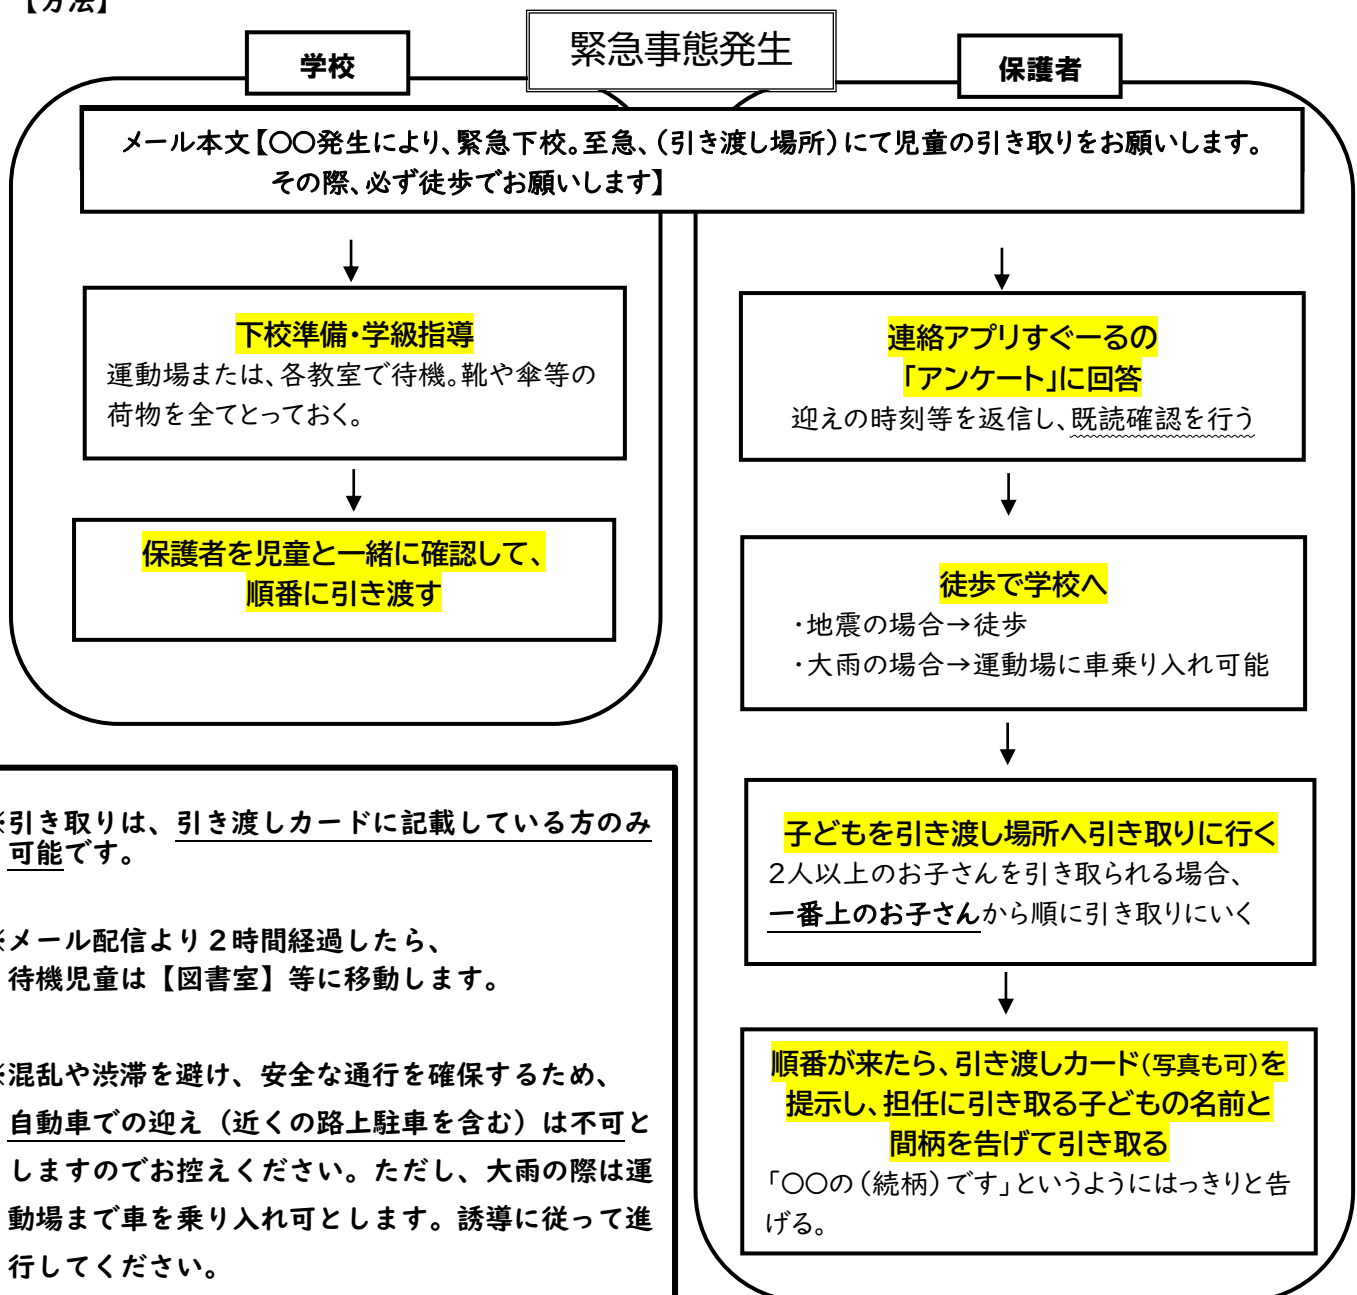 【方法】
緊急事態発生
学校
保護者
メール本文【〇〇発生により、緊急下校。至急、(引き渡し場所)にて児童の引き取りをお願いします。
その際、必ず徒歩でお願いします】
下校準備・学級指導
運動場または、各教室で待機。靴や傘等の
荷物を全てとっておく。
保護者を児童と一緒に確認して、
順番に引き渡す
連絡アプリすぐーるの
「アンケート」に回答
迎えの時刻等を返信し、既読確認を行う
徒歩で学校へ
・地震の場合→徒歩
・大雨の場合→運動場に車乗り入れ可能
子どもを引き渡し場所へ引き取りに行く
2人以上のお子さんを引き取られる場合、
一番上のお子さんから順に引き取りにいく
順番が来たら、引き渡しカード(写真も可)を
提示し、担任に引き取る子どもの名前と
間柄を告げて引き取る
「〇〇の(続柄)です」というようにはっきりと告
げる。
※引き取りは、引き渡しカードに記載している方のみ
可能です。
※メール配信より２時間経過したら、
待機児童は【図書室】等に移動します。
※混乱や渋滞を避け、安全な通行を確保するため、
自動車での迎え（近くの路上駐車を含む）は不可と
しますのでお控えください。ただし、大雨の際は運
動場まで車を乗り入れ可とします。誘導に従って進
行してください。